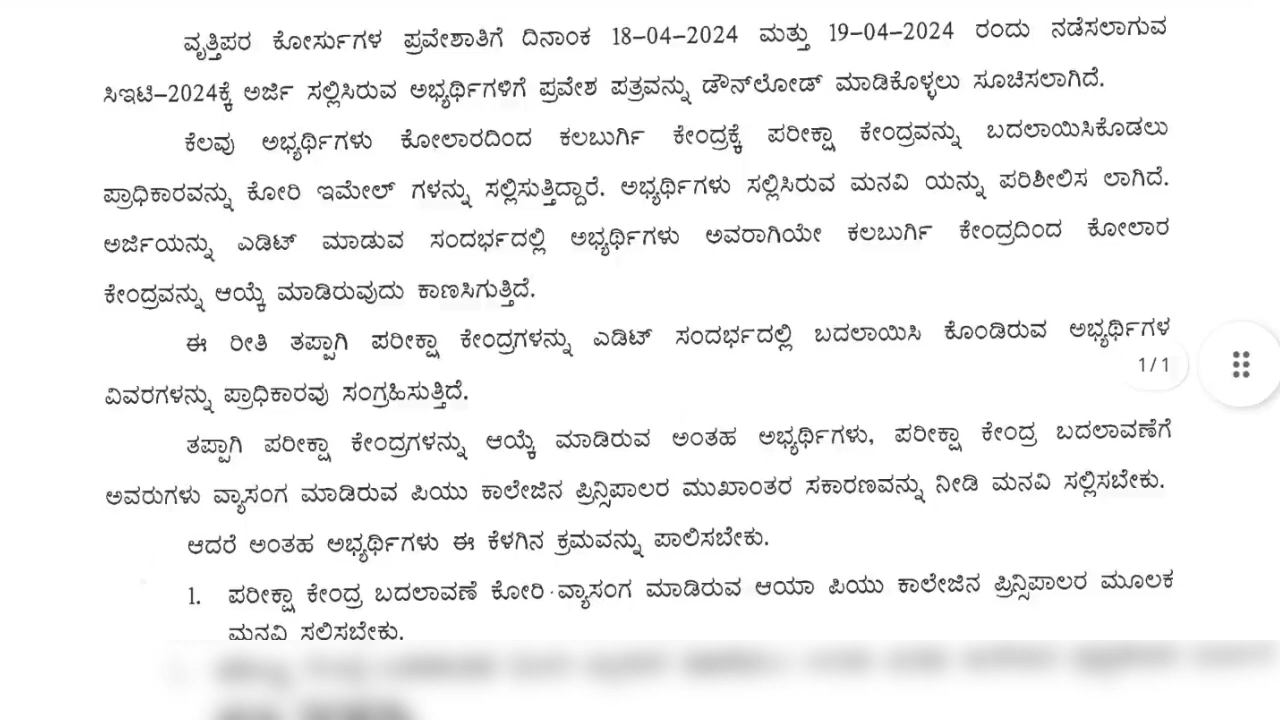 ವೃತ್ತಿಪರ ಕೋರ್ಸುಗಳ ಪ್ರವೇಶಾತಿಗೆ ದಿನಾಂಕ 18–04–2024 ಮತ್ತು 19–04–2024 ರಂದು ನಡೆಸಲಾಗುವ
ಸಿಇಟಿ–2024ಕ್ಕೆ ಅರ್ಜಿ ಸಲ್ಲಿಸಿರುವ ಅಭ್ಯರ್ಥಿಗಳಿಗೆ ಪ್ರವೇಶ ಪತ್ರವನ್ನು ಡೌನ್‌ಲೋಡ್ ಮಾಡಿಕೊಳ್ಳಲು ಸೂಚಿಸಲಾಗಿದೆ.
ಕೆಲವು ಅಭ್ಯರ್ಥಿಗಳು ಕೋಲಾರದಿಂದ ಕಲಬುರ್ಗಿ ಕೇಂದ್ರಕ್ಕೆ ಪರೀಕ್ಷಾ ಕೇಂದ್ರವನ್ನು ಬದಲಾಯಿಸಿಕೊಡಲು
ಪ್ರಾಧಿಕಾರವನ್ನು ಕೋರಿ ಇಮೇಲ್ ಗಳನ್ನು ಸಲ್ಲಿಸುತ್ತಿದ್ದಾರೆ. ಅಭ್ಯರ್ಥಿಗಳು ಸಲ್ಲಿಸಿರುವ ಮನವಿ ಯನ್ನು ಪರಿಶೀಲಿಸ ಲಾಗಿದೆ.
ಅರ್ಜಿಯನ್ನು ಎಡಿಟ್ ಮಾಡುವ ಸಂದರ್ಭದಲ್ಲಿ ಅಭ್ಯರ್ಥಿಗಳು ಅವರಾಗಿಯೇ ಕಲಬುರ್ಗಿ ಕೇಂದ್ರದಿಂದ ಕೋಲಾರ
ಕೇಂದ್ರವನ್ನು ಆಯ್ಕೆ ಮಾಡಿರುವುದು ಕಾಣಸಿಗುತ್ತಿದೆ.
ಈ ರೀತಿ ತಪ್ಪಾಗಿ ಪರೀಕ್ಷಾ ಕೇಂದ್ರಗಳನ್ನು ಎಡಿಟ್ ಸಂದರ್ಭದಲ್ಲಿ ಬದಲಾಯಿಸಿ ಕೊಂಡಿರುವ ಅಭ್ಯರ್ಥಿಗಳ
1/1
ವಿವರಗಳನ್ನು ಪ್ರಾಧಿಕಾರವು ಸಂಗ್ರಹಿಸುತ್ತಿದೆ.
ತಪ್ಪಾಗಿ ಪರೀಕ್ಷಾ ಕೇಂದ್ರಗಳನ್ನು ಆಯ್ಕೆ ಮಾಡಿರುವ ಅಂತಹ ಅಭ್ಯರ್ಥಿಗಳು, ಪರೀಕ್ಷಾ ಕೇಂದ್ರ ಬದಲಾವಣೆಗೆ
ಅವರುಗಳು ವ್ಯಾಸಂಗ ಮಾಡಿರುವ ಪಿಯು ಕಾಲೇಜಿನ ಪ್ರಿನ್ಸಿಪಾಲರ ಮುಖಾಂತರ ಸಕಾರಣವನ್ನು ನೀಡಿ ಮನವಿ ಸಲ್ಲಿಸಬೇಕು.
ಆದರೆ ಅಂತಹ ಅಭ್ಯರ್ಥಿಗಳು ಈ ಕೆಳಗಿನ ಕ್ರಮವನ್ನು ಪಾಲಿಸಬೇಕು.
1. ಪರೀಕ್ಷಾ ಕೇಂದ್ರ ಬದಲಾವಣೆ ಕೋರಿ ವ್ಯಾಸಂಗ ಮಾಡಿರುವ ಆಯಾ ಪಿಯು ಕಾಲೇಜಿನ ಪ್ರಿನ್ಸಿಪಾಲರ ಮೂಲಕ
ಮನವಿ ಸಲ್ಲಿಸಬೇಕು.